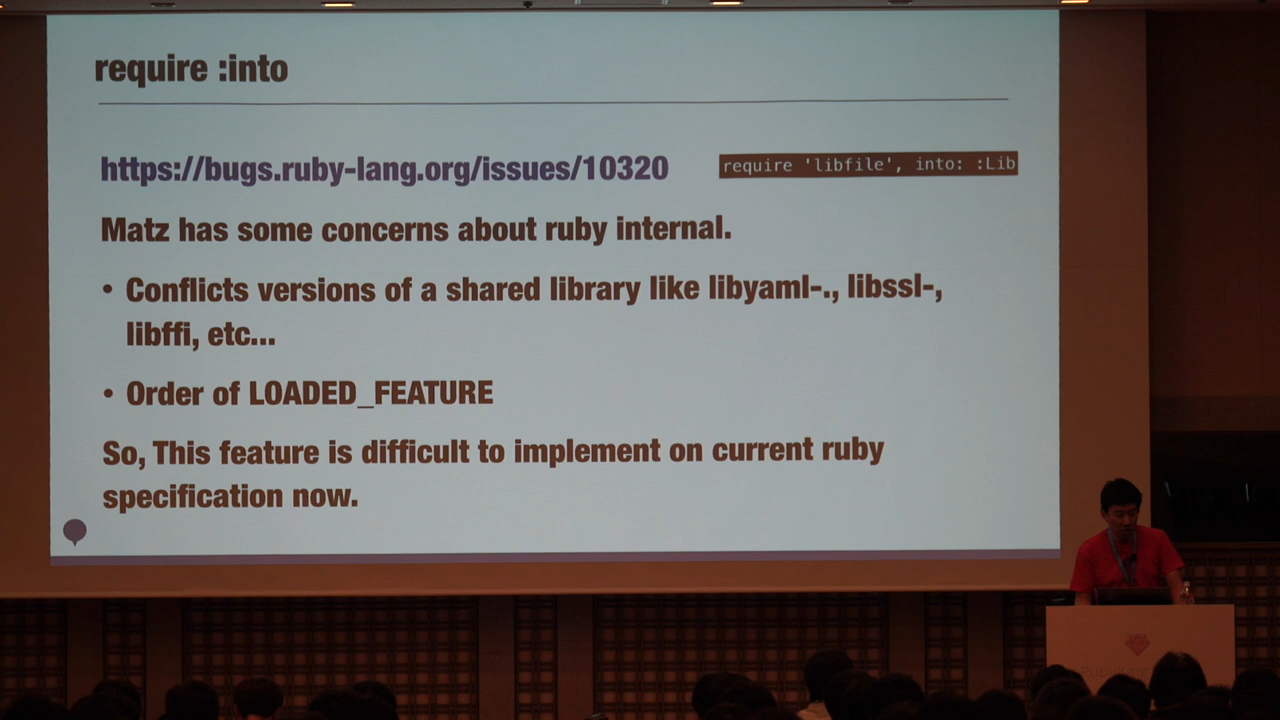 require :into
https://bugs.ruby-lang.org/issues/10320
require 'libfile', into: :Lib
Matz has some concerns about ruby internal.
• Conflicts versions of a shared library like libyaml-., libssl-,
libffi, etc...
• Order of LOADED_FEATURE
So, This feature is difficult to implement on current ruby
specification now.